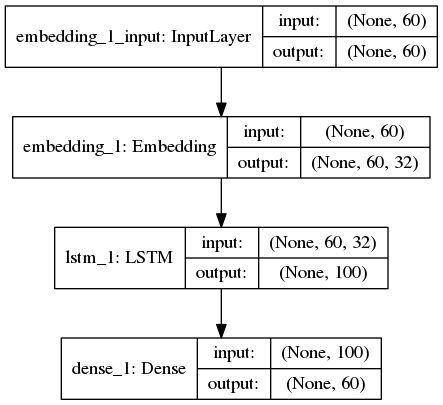 embedding_1_input: InputLayer
input: (None, 60)
output: (None, 60)
embedding_1: Embedding
input: (None, 60)
output: (None, 60, 32)
lstm_1: LSTM
input: (None, 60, 32)
output: (None, 100)
dense_1: Dense
input: (None, 100)
output: (None, 60)